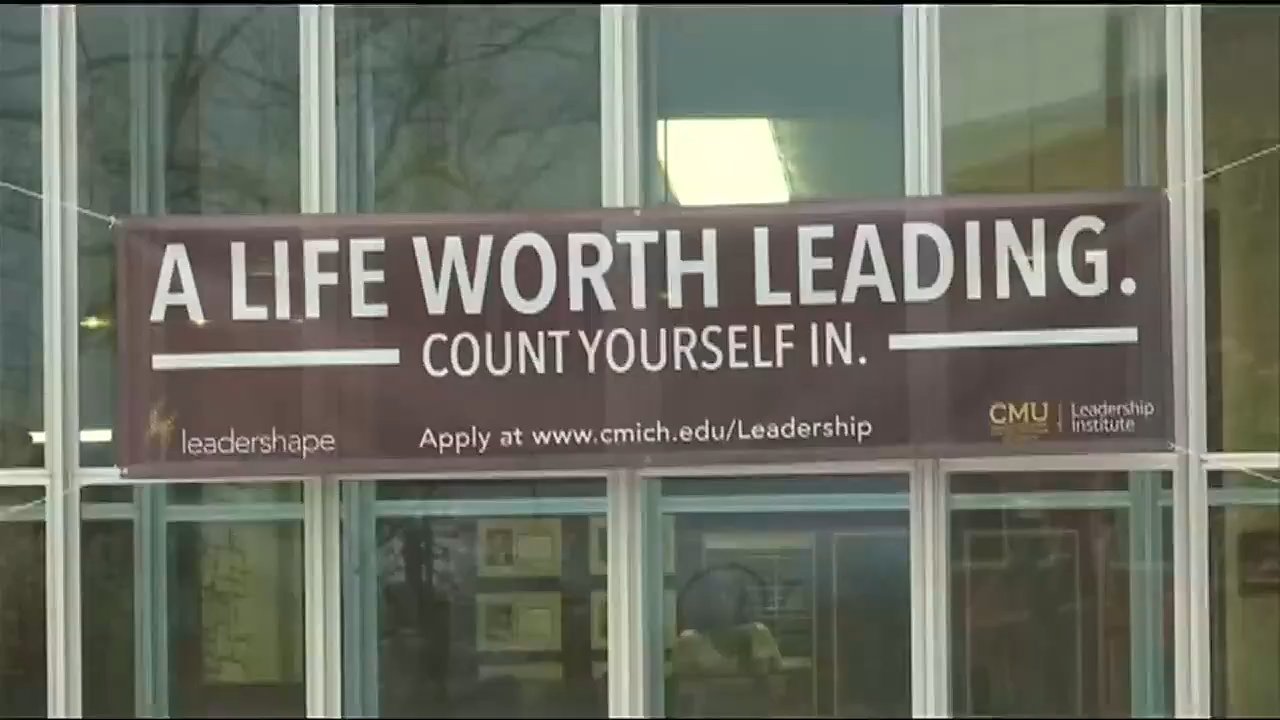 A LIFE WORTH LEADING.
COUNT YOURSELF IN.
leadershape
Apply at www.cmich.edu/Leadership
CMU
Leadership
Institute